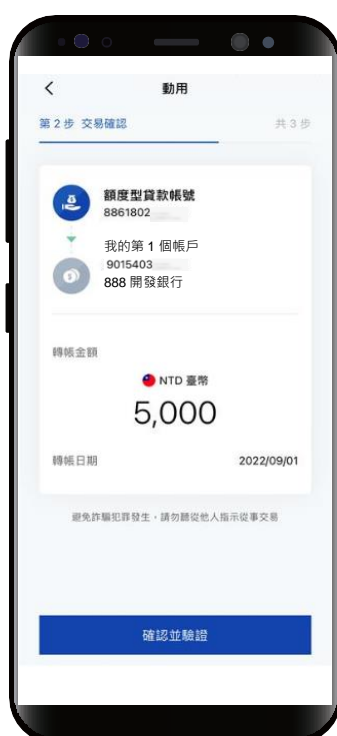 動用
第 2 步 交易確認
共 3 步
額度型貸款帳號
8861802
我的第 1 個帳戶
9015403
888 開發銀行
轉帳金額
NTD 臺幣
5,000
轉帳日期
2022/09/01
避免詐騙犯罪發生，請勿聽從他人指示從事交易
確認並驗證